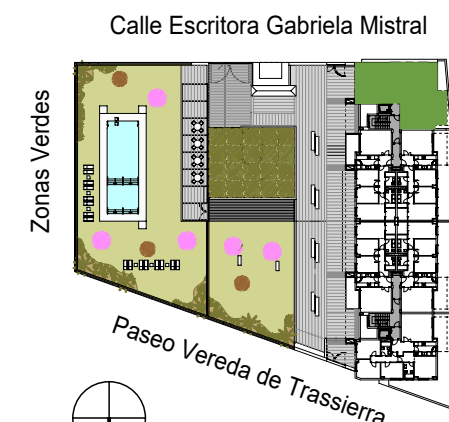 Calle Escritora Gabriela Mistral
Zonas Verdes
Paseo Vereda de Trassierra